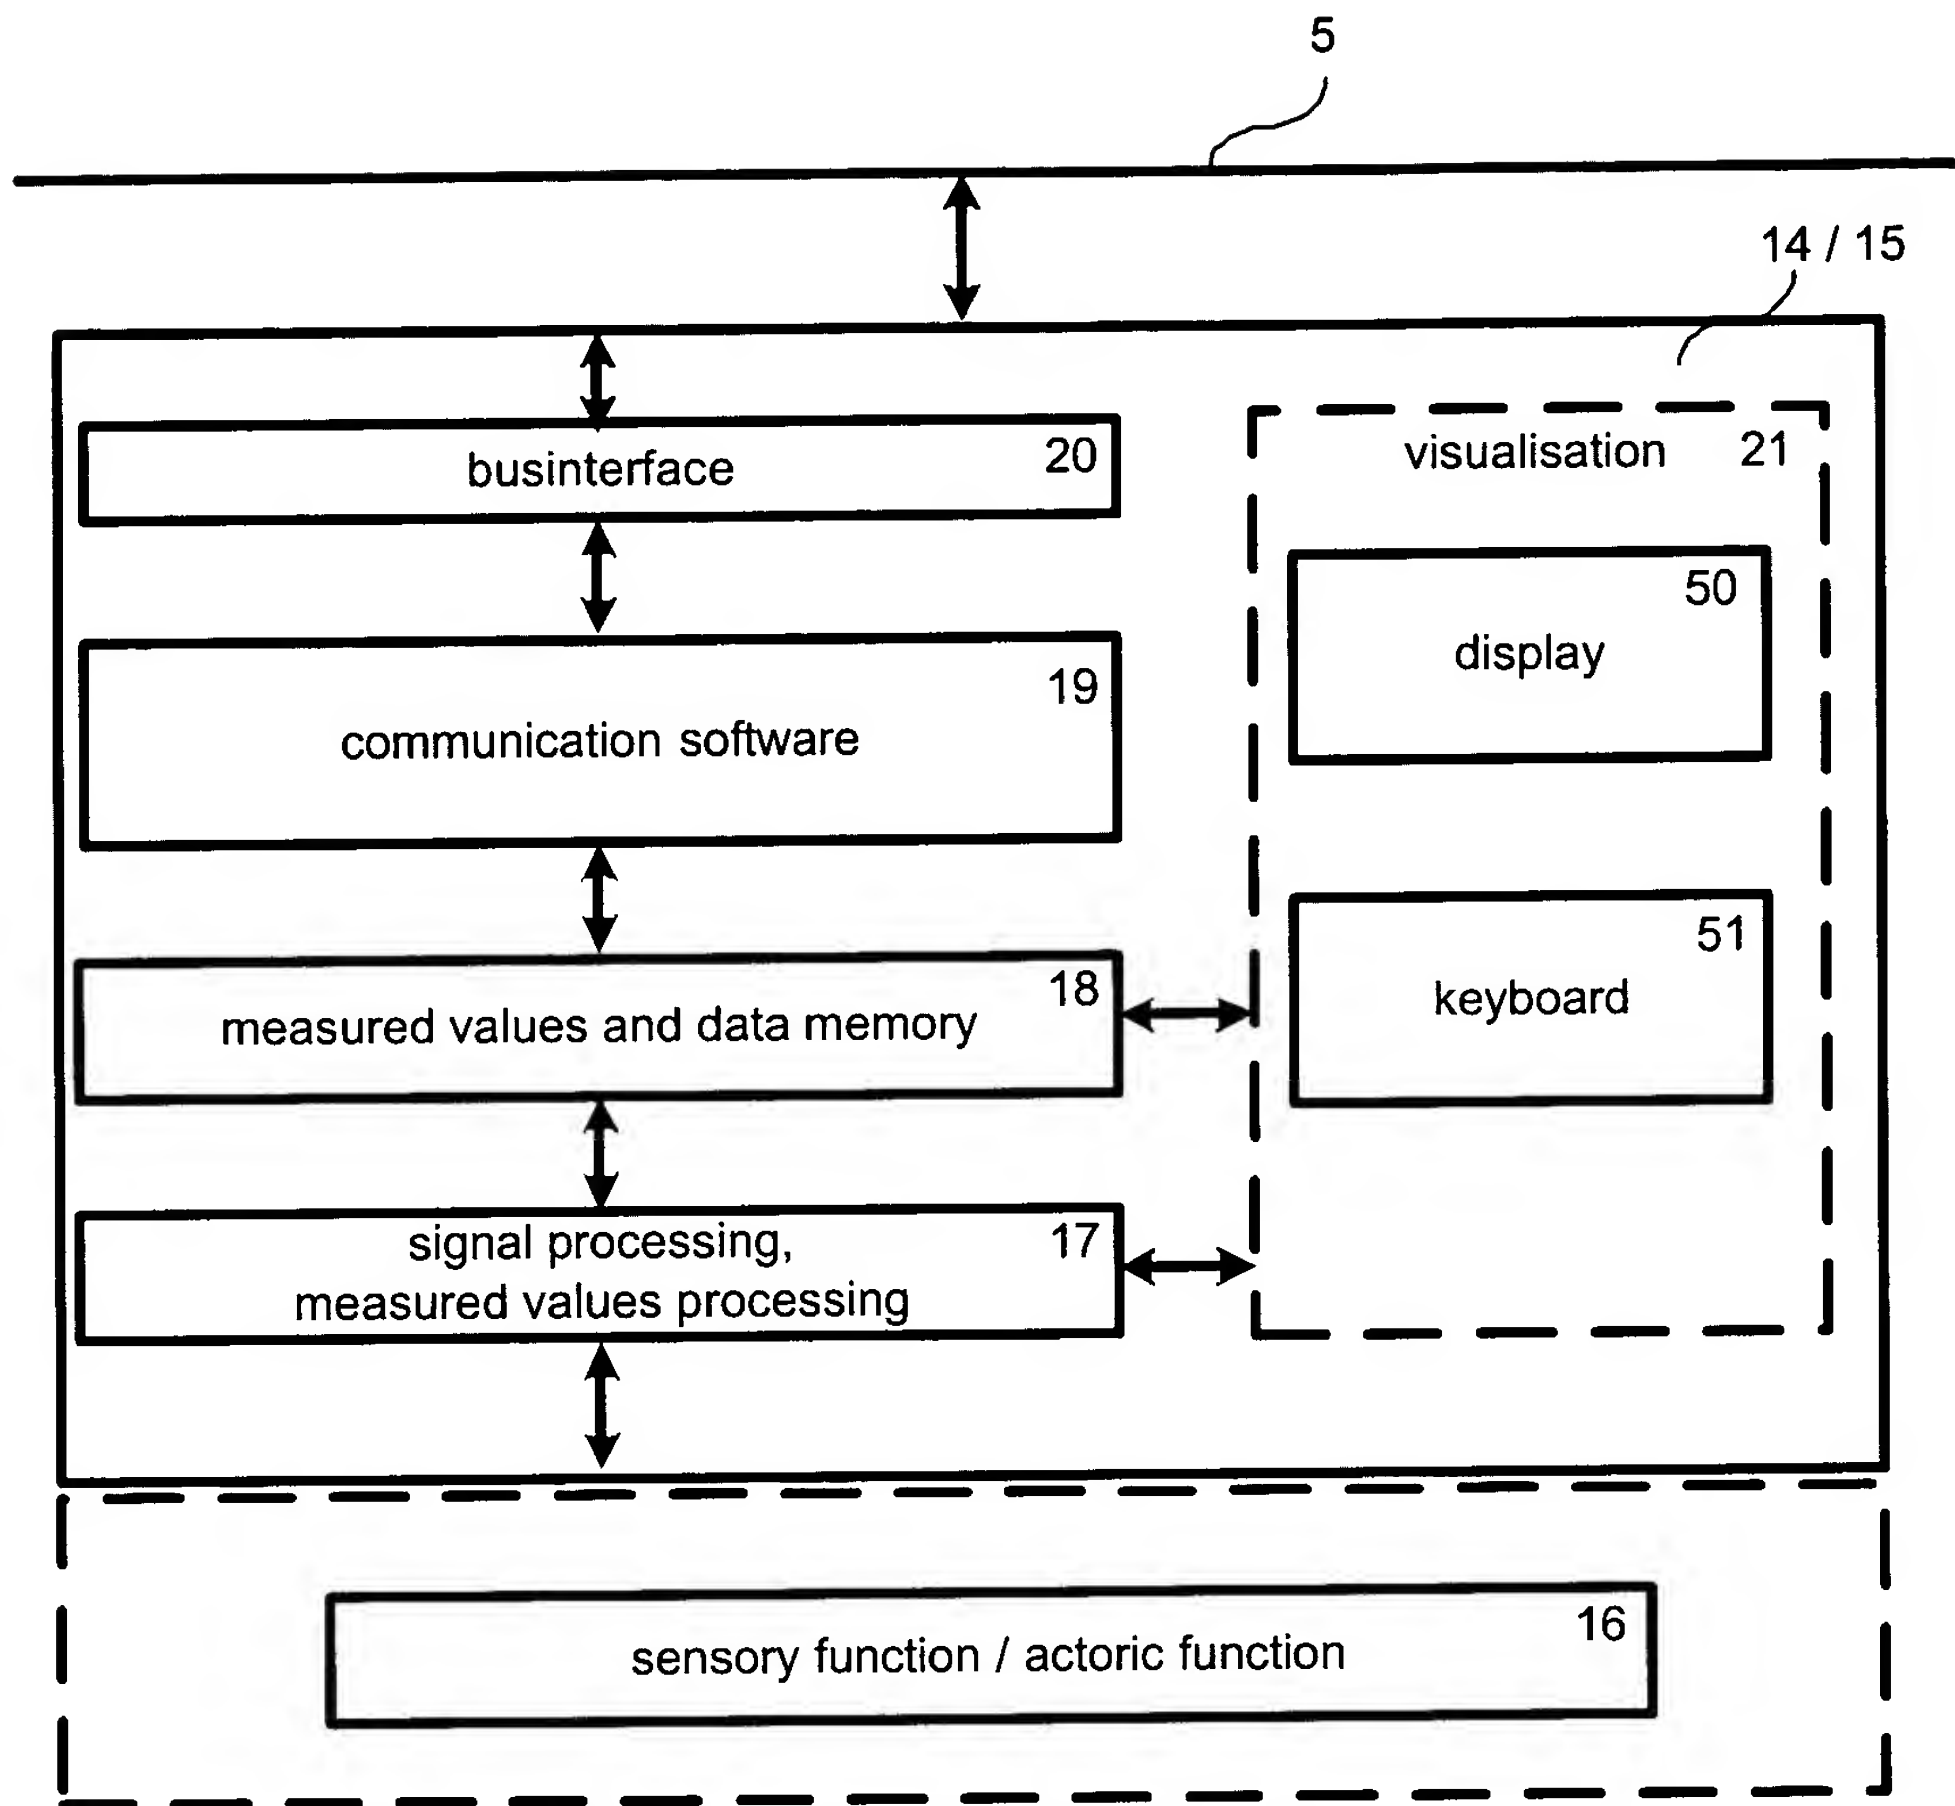 5
14 / 15
businterface
20
visualisation
21
50
display
19
communication software
51
keyboard
18
measured values and data memory
17
signal processing,
measured values processing
16
sensory function / actoric function